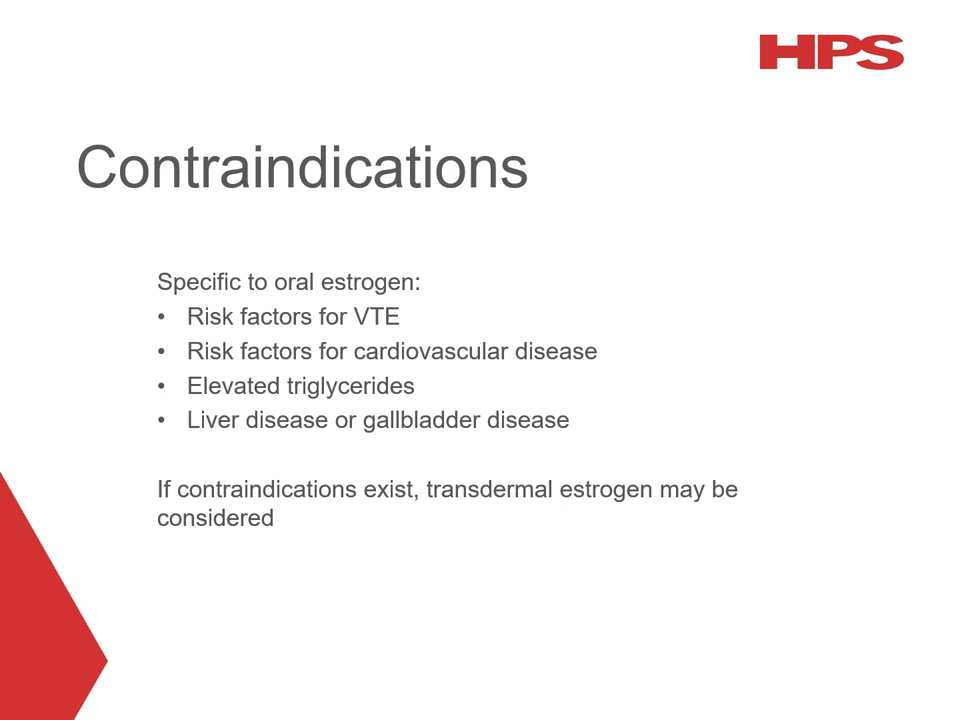 HPS
Contraindications
Specific to oral estrogen:
• Risk factors for VTE
• Risk factors for cardiovascular disease
• Elevated triglycerides
• Liver disease or gallbladder disease
If contraindications exist, transdermal estrogen may be
considered